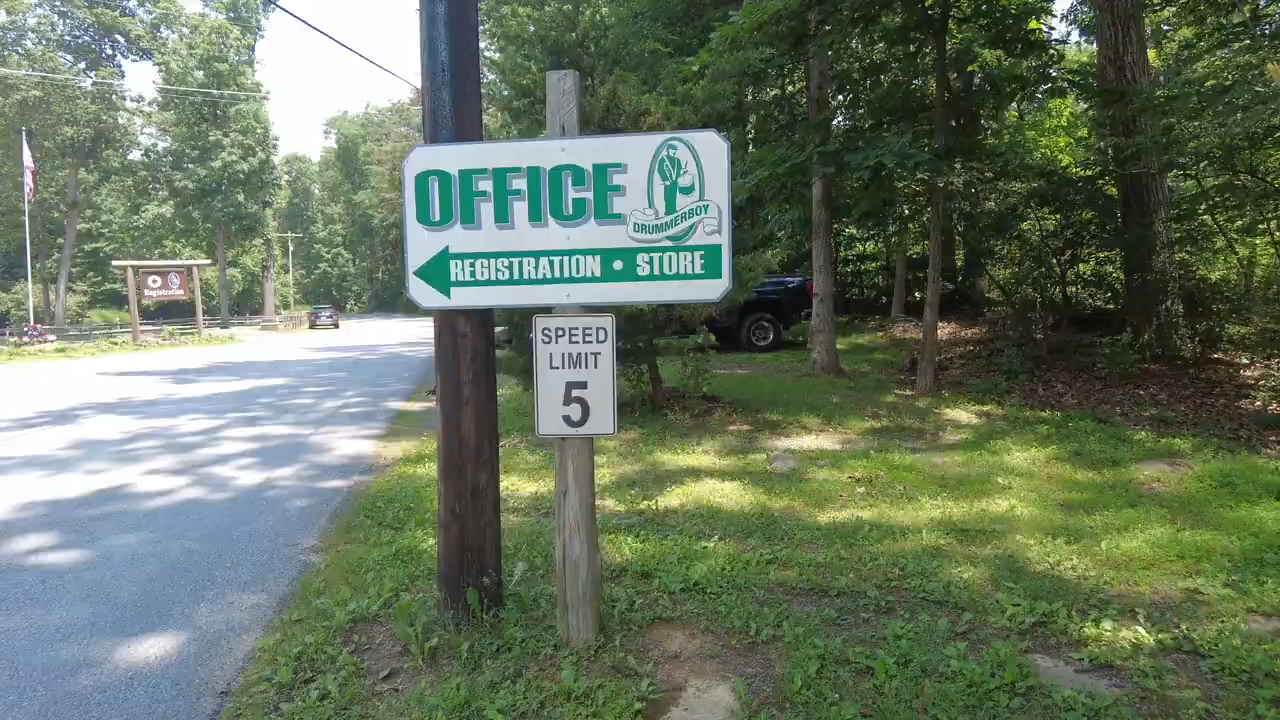 OFFICE
DRUMMERBOY
REGISTRATION • STORE
SPEED
LIMIT
5
Registration